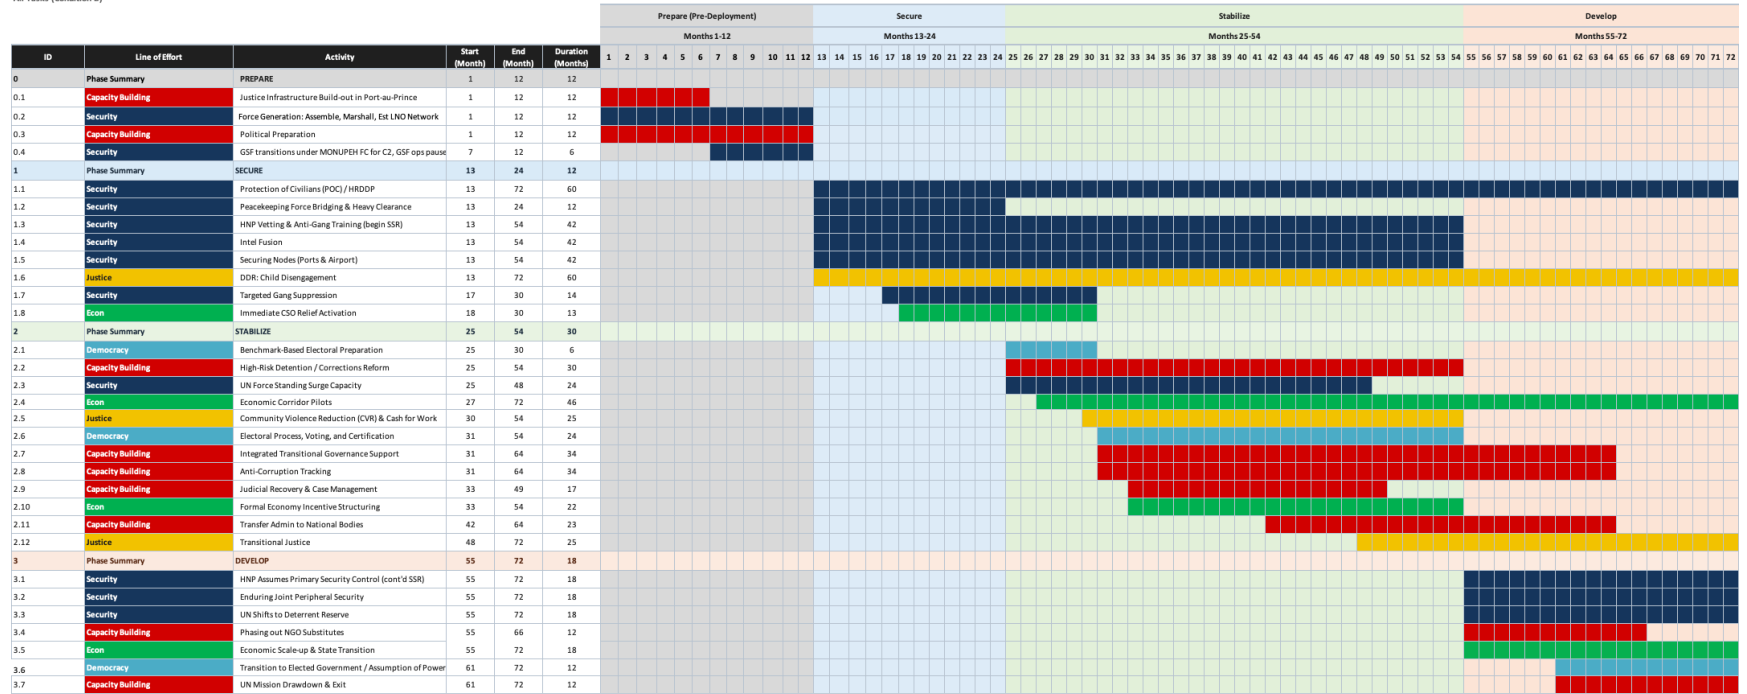 Prepare (Pre-Deployment) Secure Stabilize Develop
Months 1-12 Months 13-24 Months 25-54 Months 55-72
ID Line of Effort Activity Start (Month) End (Month) Duration (Months) 1 2 3 4 5 6 7 8 9 10 11 12 13 14 15 16 17 18 19 20 21 22 23 24 25 26 27 28 29 30 31 32 33 34 35 36 37 38 39 40 41 42 43 44 45 46 47 48 49 50 51 52 53 54 55 56 57 58 59 60 61 62 63 64 65 66 67 68 69 70 71 72
0 Phase Summary PREPARE 1 12 12
0.1 Capacity Building Justice Infrastructure Build-out in Port-au-Prince 1 12 12
0.2 Security Force Generation: Assemble, Marshall, Est LNO Network 1 12 12
0.3 Capacity Building Political Preparation 1 12 12
0.4 Security GSF transitions under MONUPEH FC for C2, GSF ops pause 7 12 6
1 Phase Summary SECURE 13 24 12
1.1 Security Protection of Civilians (POC) / HRDDP 13 72 60
1.2 Security Peacekeeping Force Bridging & Heavy Clearance 13 24 12
1.3 Security HNP Vetting & Anti-Gang Training (begin SSR) 13 54 42
1.4 Security Intel Fusion 13 54 42
1.5 Security Securing Nodes (Ports & Airport) 13 54 42
1.6 Justice DDR: Child Disengagement 13 72 60
1.7 Security Targeted Gang Suppression 17 30 14
1.8 Econ Immediate CSO Relief Activation 18 30 13
2 Phase Summary STABILIZE 25 54 30
2.1 Democracy Benchmark-Based Electoral Preparation 25 30 6
2.2 Capacity Building High-Risk Detention / Corrections Reform 25 54 30
2.3 Security UN Force Standing Surge Capacity 25 48 24
2.4 Econ Economic Corridor Pilots 27 72 46
2.5 Justice Community Violence Reduction (CVR) & Cash for Work 30 54 25
2.6 Democracy Electoral Process, Voting, and Certification 31 54 24
2.7 Capacity Building Integrated Transitional Governance Support 31 64 34
2.8 Capacity Building Anti-Corruption Tracking 31 64 34
2.9 Capacity Building Judicial Recovery & Case Management 33 49 17
2.10 Econ Formal Economy Incentive Structuring 33 54 22
2.11 Capacity Building Transfer Admin to National Bodies 42 64 23
2.12 Justice Transitional Justice 48 72 25
3 Phase Summary DEVELOP 55 72 18
3.1 Security HNP Assumes Primary Security Control (cont'd SSR) 55 72 18
3.2 Security Enduring Joint Peripheral Security 55 72 18
3.3 Security UN Shifts to Deterrent Reserve 55 72 18
3.4 Capacity Building Phasing out NGO Substitutes 55 66 12
3.5 Econ Economic Scale-up & State Transition 55 72 18
3.6 Democracy Transition to Elected Government / Assumption of Power 61 72 12
3.7 Capacity Building UN Mission Drawdown & Exit 61 72 12